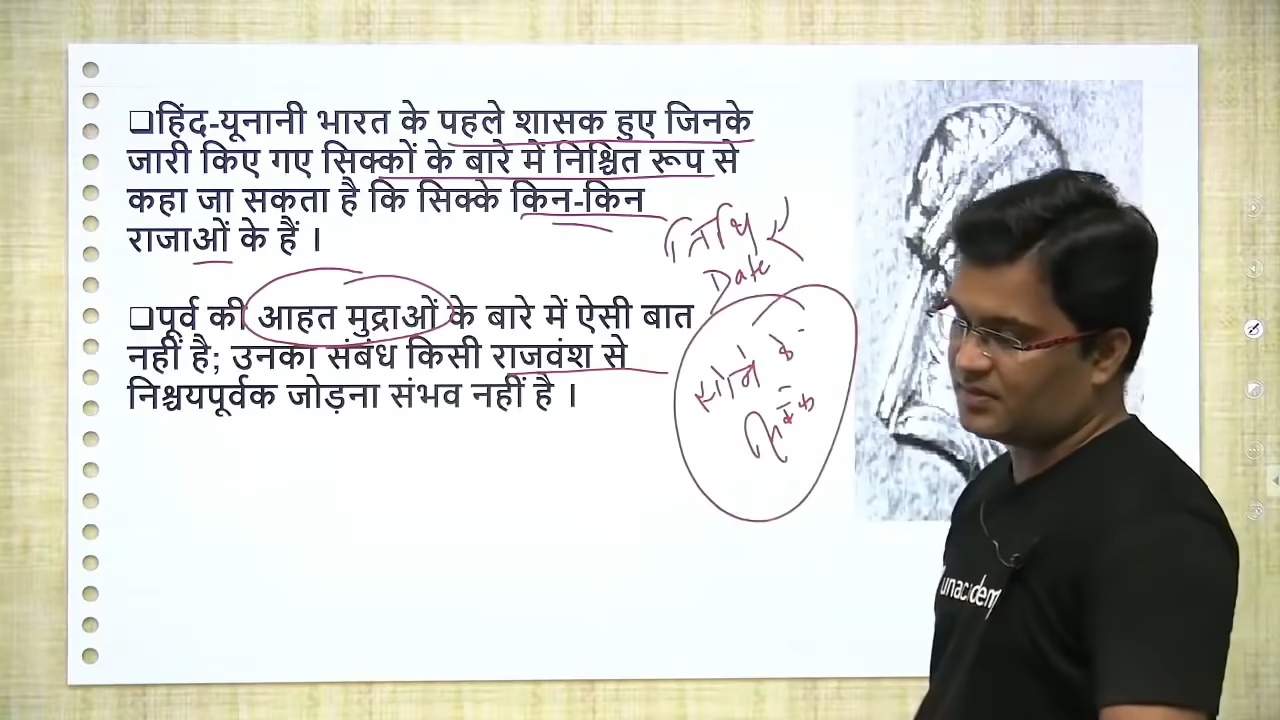 ❑हिंद-यूनानी भारत के पहले शासक हुए जिनके
जारी किए गए सिक्कों के बारे में निश्चित रूप से
कहा जा सकता है कि सिक्के किन-किन
राजाओं के हैं ।
❑पूर्व की आहत मुद्राओं के बारे में ऐसी बात
नहीं है; उनका संबंध किसी राजवंश से
निश्चयपूर्वक जोड़ना संभव नहीं है ।
तिथि
Date
सोने के
unacademy